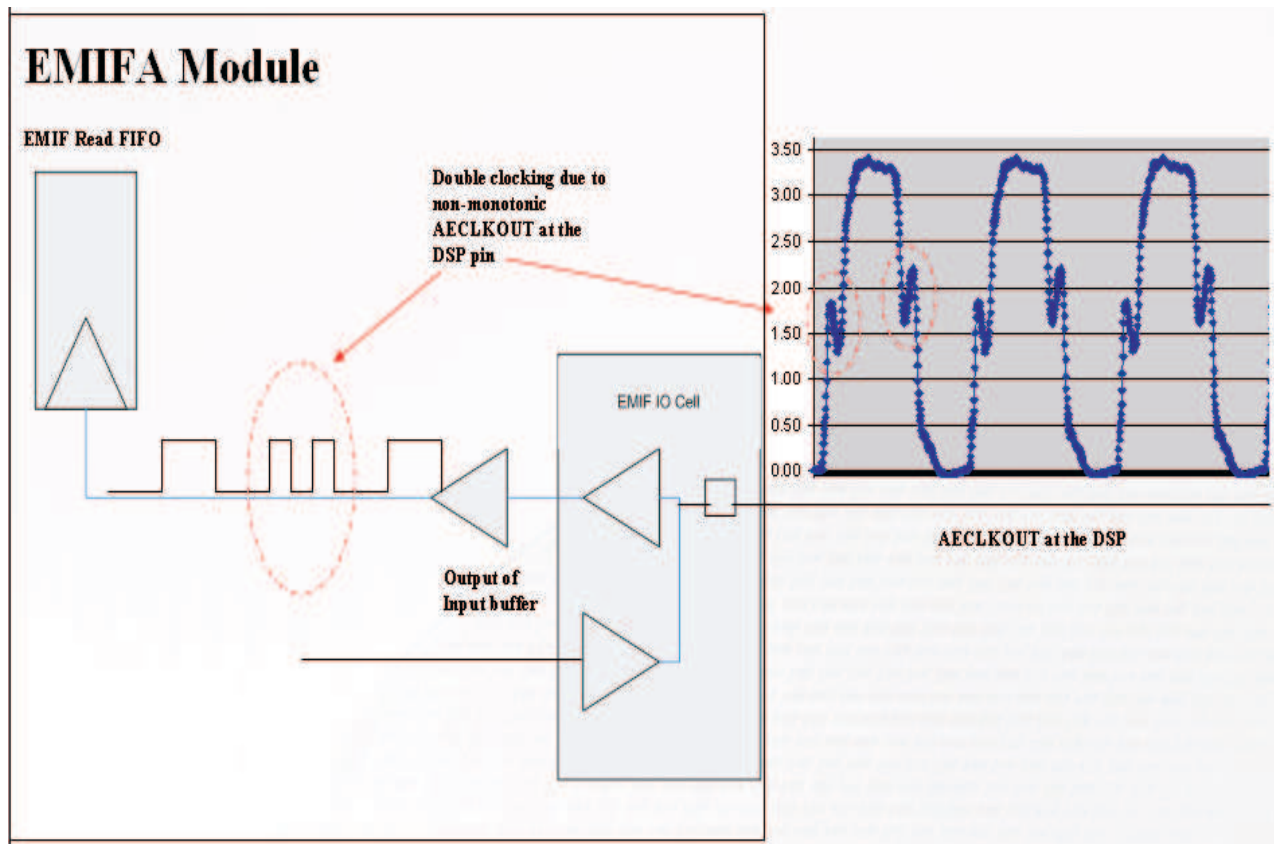 EMIFA Module
EMIF Read FIFO
Double clocking due to
non-monotonic
AECLKOUT at the
DSP pin
3.50
3.00
2.50
2.00
1.50
1.00
0.50
0.00
EMIF IO Cell
AECLKOUT at the DSP
Output of
Input buffer